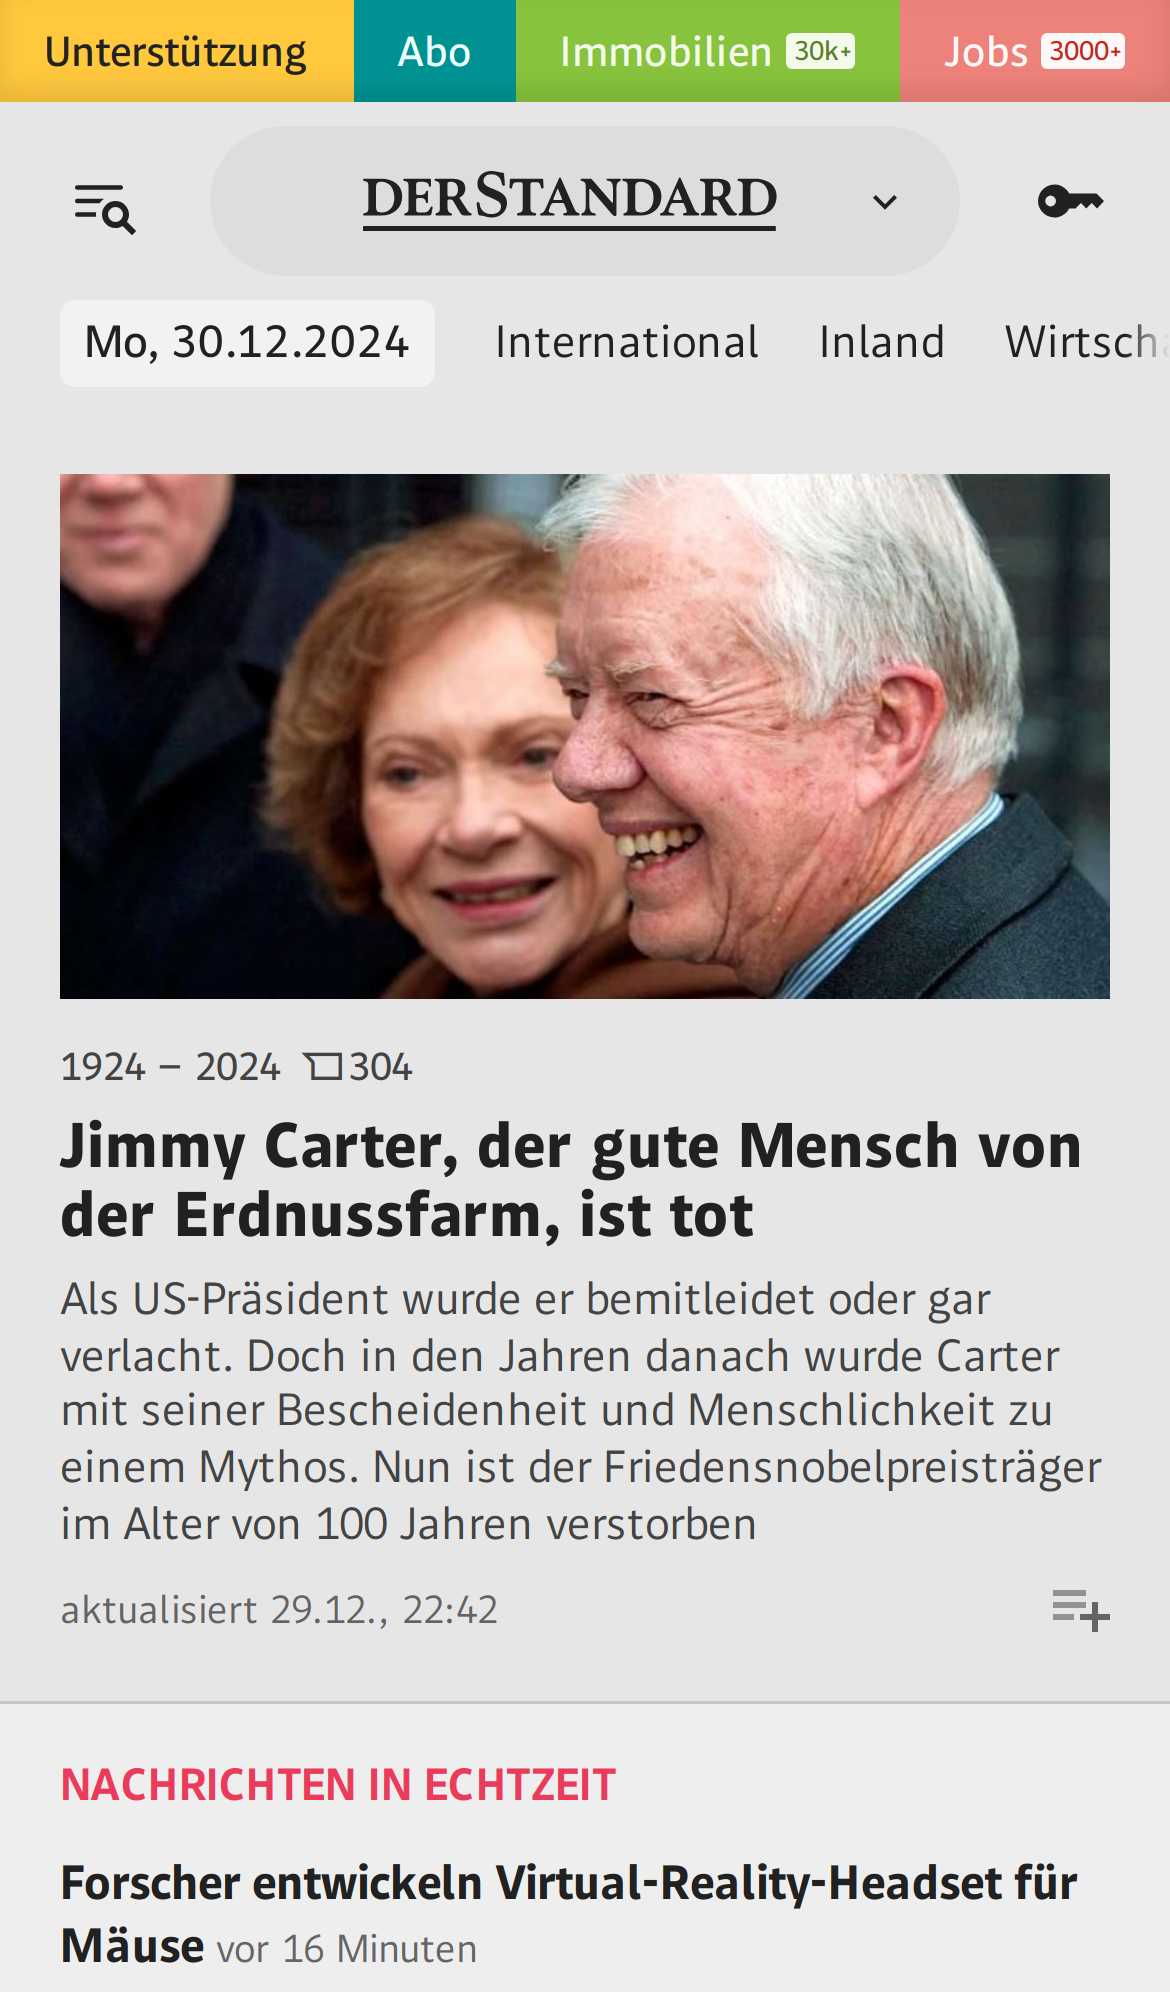 Unterstützung Abo Immobilien 30k+ Jobs 3000+
DERSTANDARD
Mo, 30.12.2024 International Inland
1924 – 2024 304
Jimmy Carter, der gute Mensch von
der Erdnussfarm, ist tot
Als US-Präsident wurde er bemitleidet oder gar
verlacht. Doch in den Jahren danach wurde Carter
mit seiner Bescheidenheit und Menschlichkeit zu
einem Mythos. Nun ist der Friedensnobelpreisträger
im Alter von 100 Jahren verstorben
aktualisiert 29.12., 22:42
NACHRICHTEN IN ECHTZEIT
Forscher entwickeln Virtual-Reality-Headset für
Mäuse vor 16 Minuten